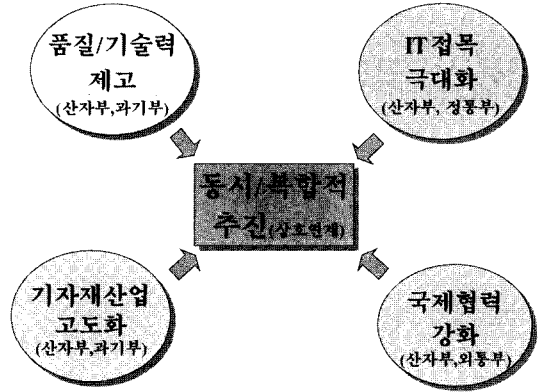 품질/기술력
제고
(산자부,과기부)
IT접목
극대화
(산자부, 정통부)
동시/복합적
추진(상호연계)
기자재산업
고도화
(산자부,과기부)
국제협력
강화
(산자부,외통부)